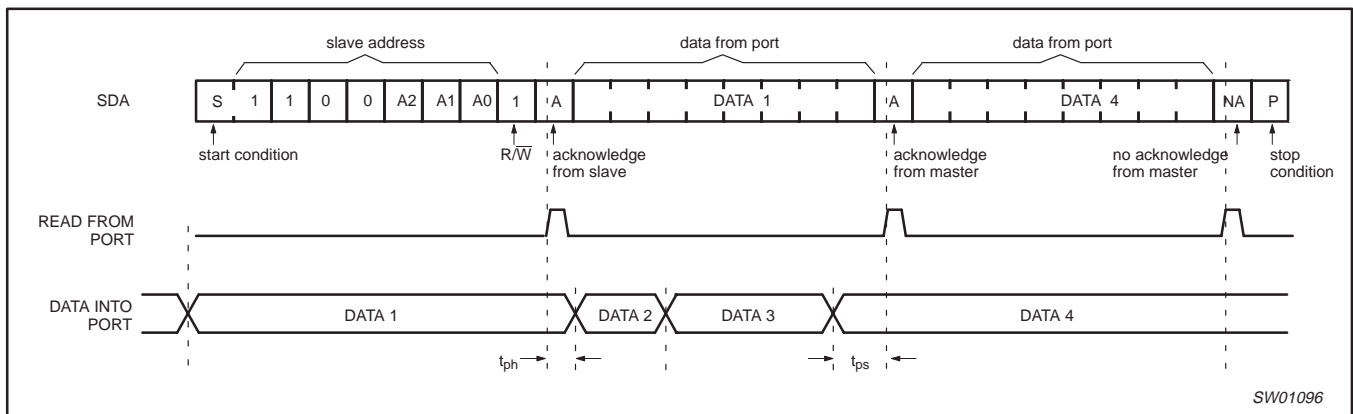 slave address data from port data from port
SDA S 1 1 0 0 A2 A1 A0 1 A DATA 1 A DATA 4 NA P
start condition R/W̅ acknowledge from slave acknowledge from master no acknowledge from master stop condition
READ FROM PORT
DATA INTO PORT DATA 1 DATA 2 DATA 3 DATA 4
tph tps
SW01096